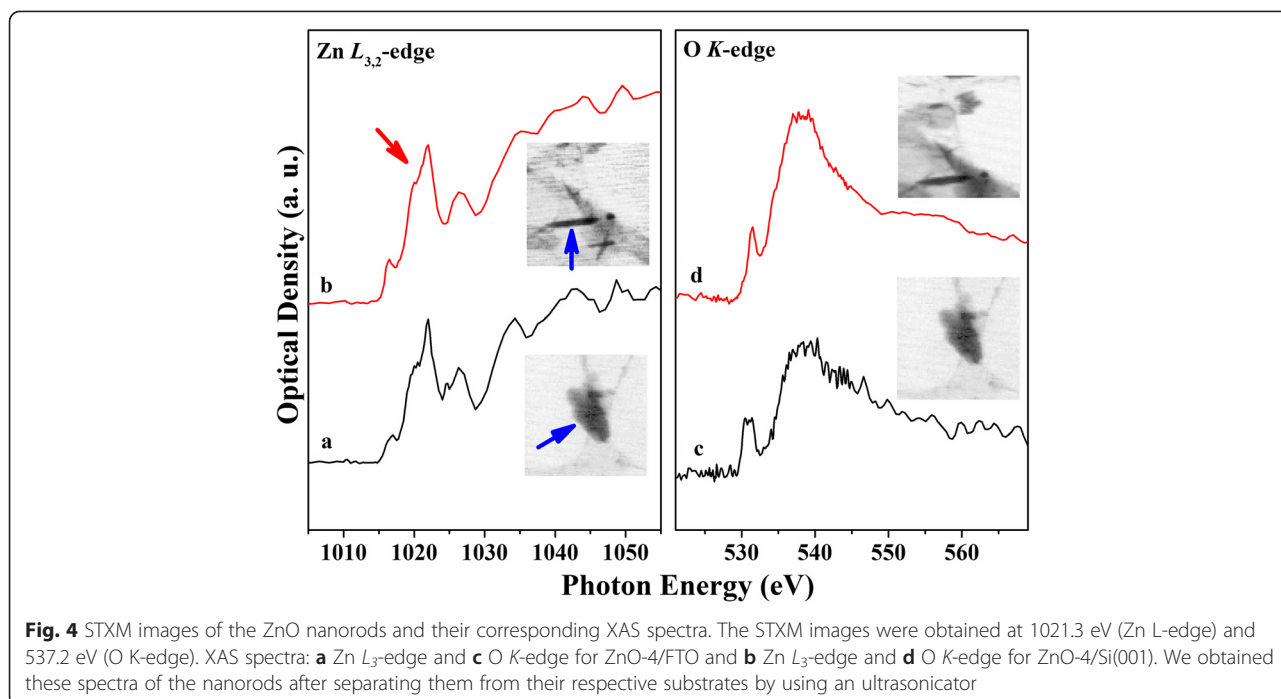 Zn L3,2-edge
O K-edge
Optical Density (a. u.)
b
a
d
c
1010 1020 1030 1040 1050
530 540 550 560
Photon Energy (eV)
Fig. 4 STXM images of the ZnO nanorods and their corresponding XAS spectra. The STXM images were obtained at 1021.3 eV (Zn L-edge) and
537.2 eV (O K-edge). XAS spectra: a Zn L3-edge and c O K-edge for ZnO-4/FTO and b Zn L3-edge and d O K-edge for ZnO-4/Si(001). We obtained
these spectra of the nanorods after separating them from their respective substrates by using an ultrasonicator